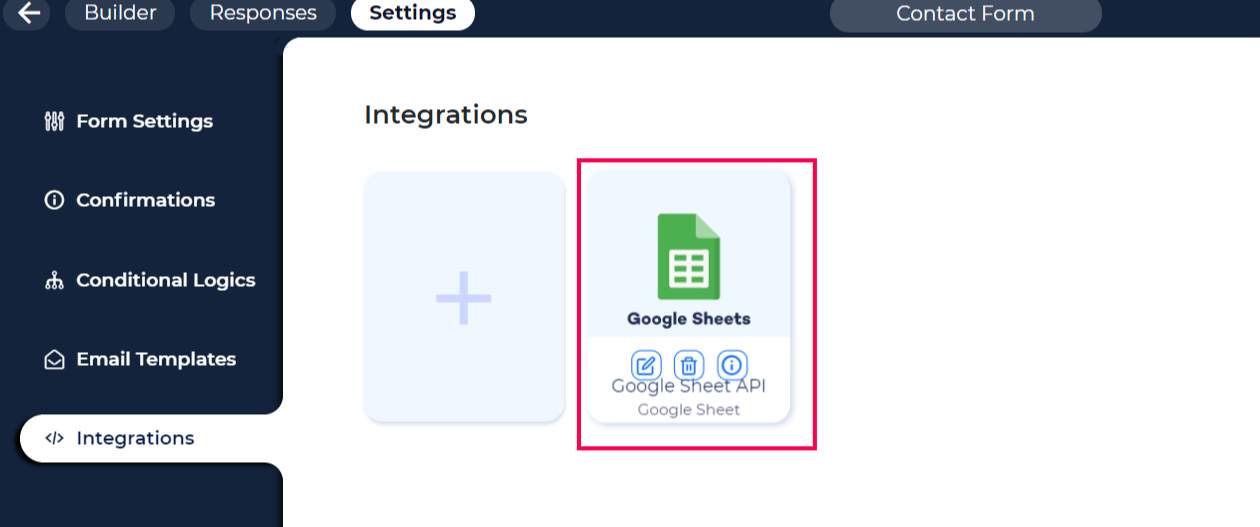 Builder
Responses
Settings
Contact Form
Form Settings
Confirmations
Conditional Logics
Email Templates
Integrations
Integrations
Google Sheets
Google Sheet API
Google Sheet